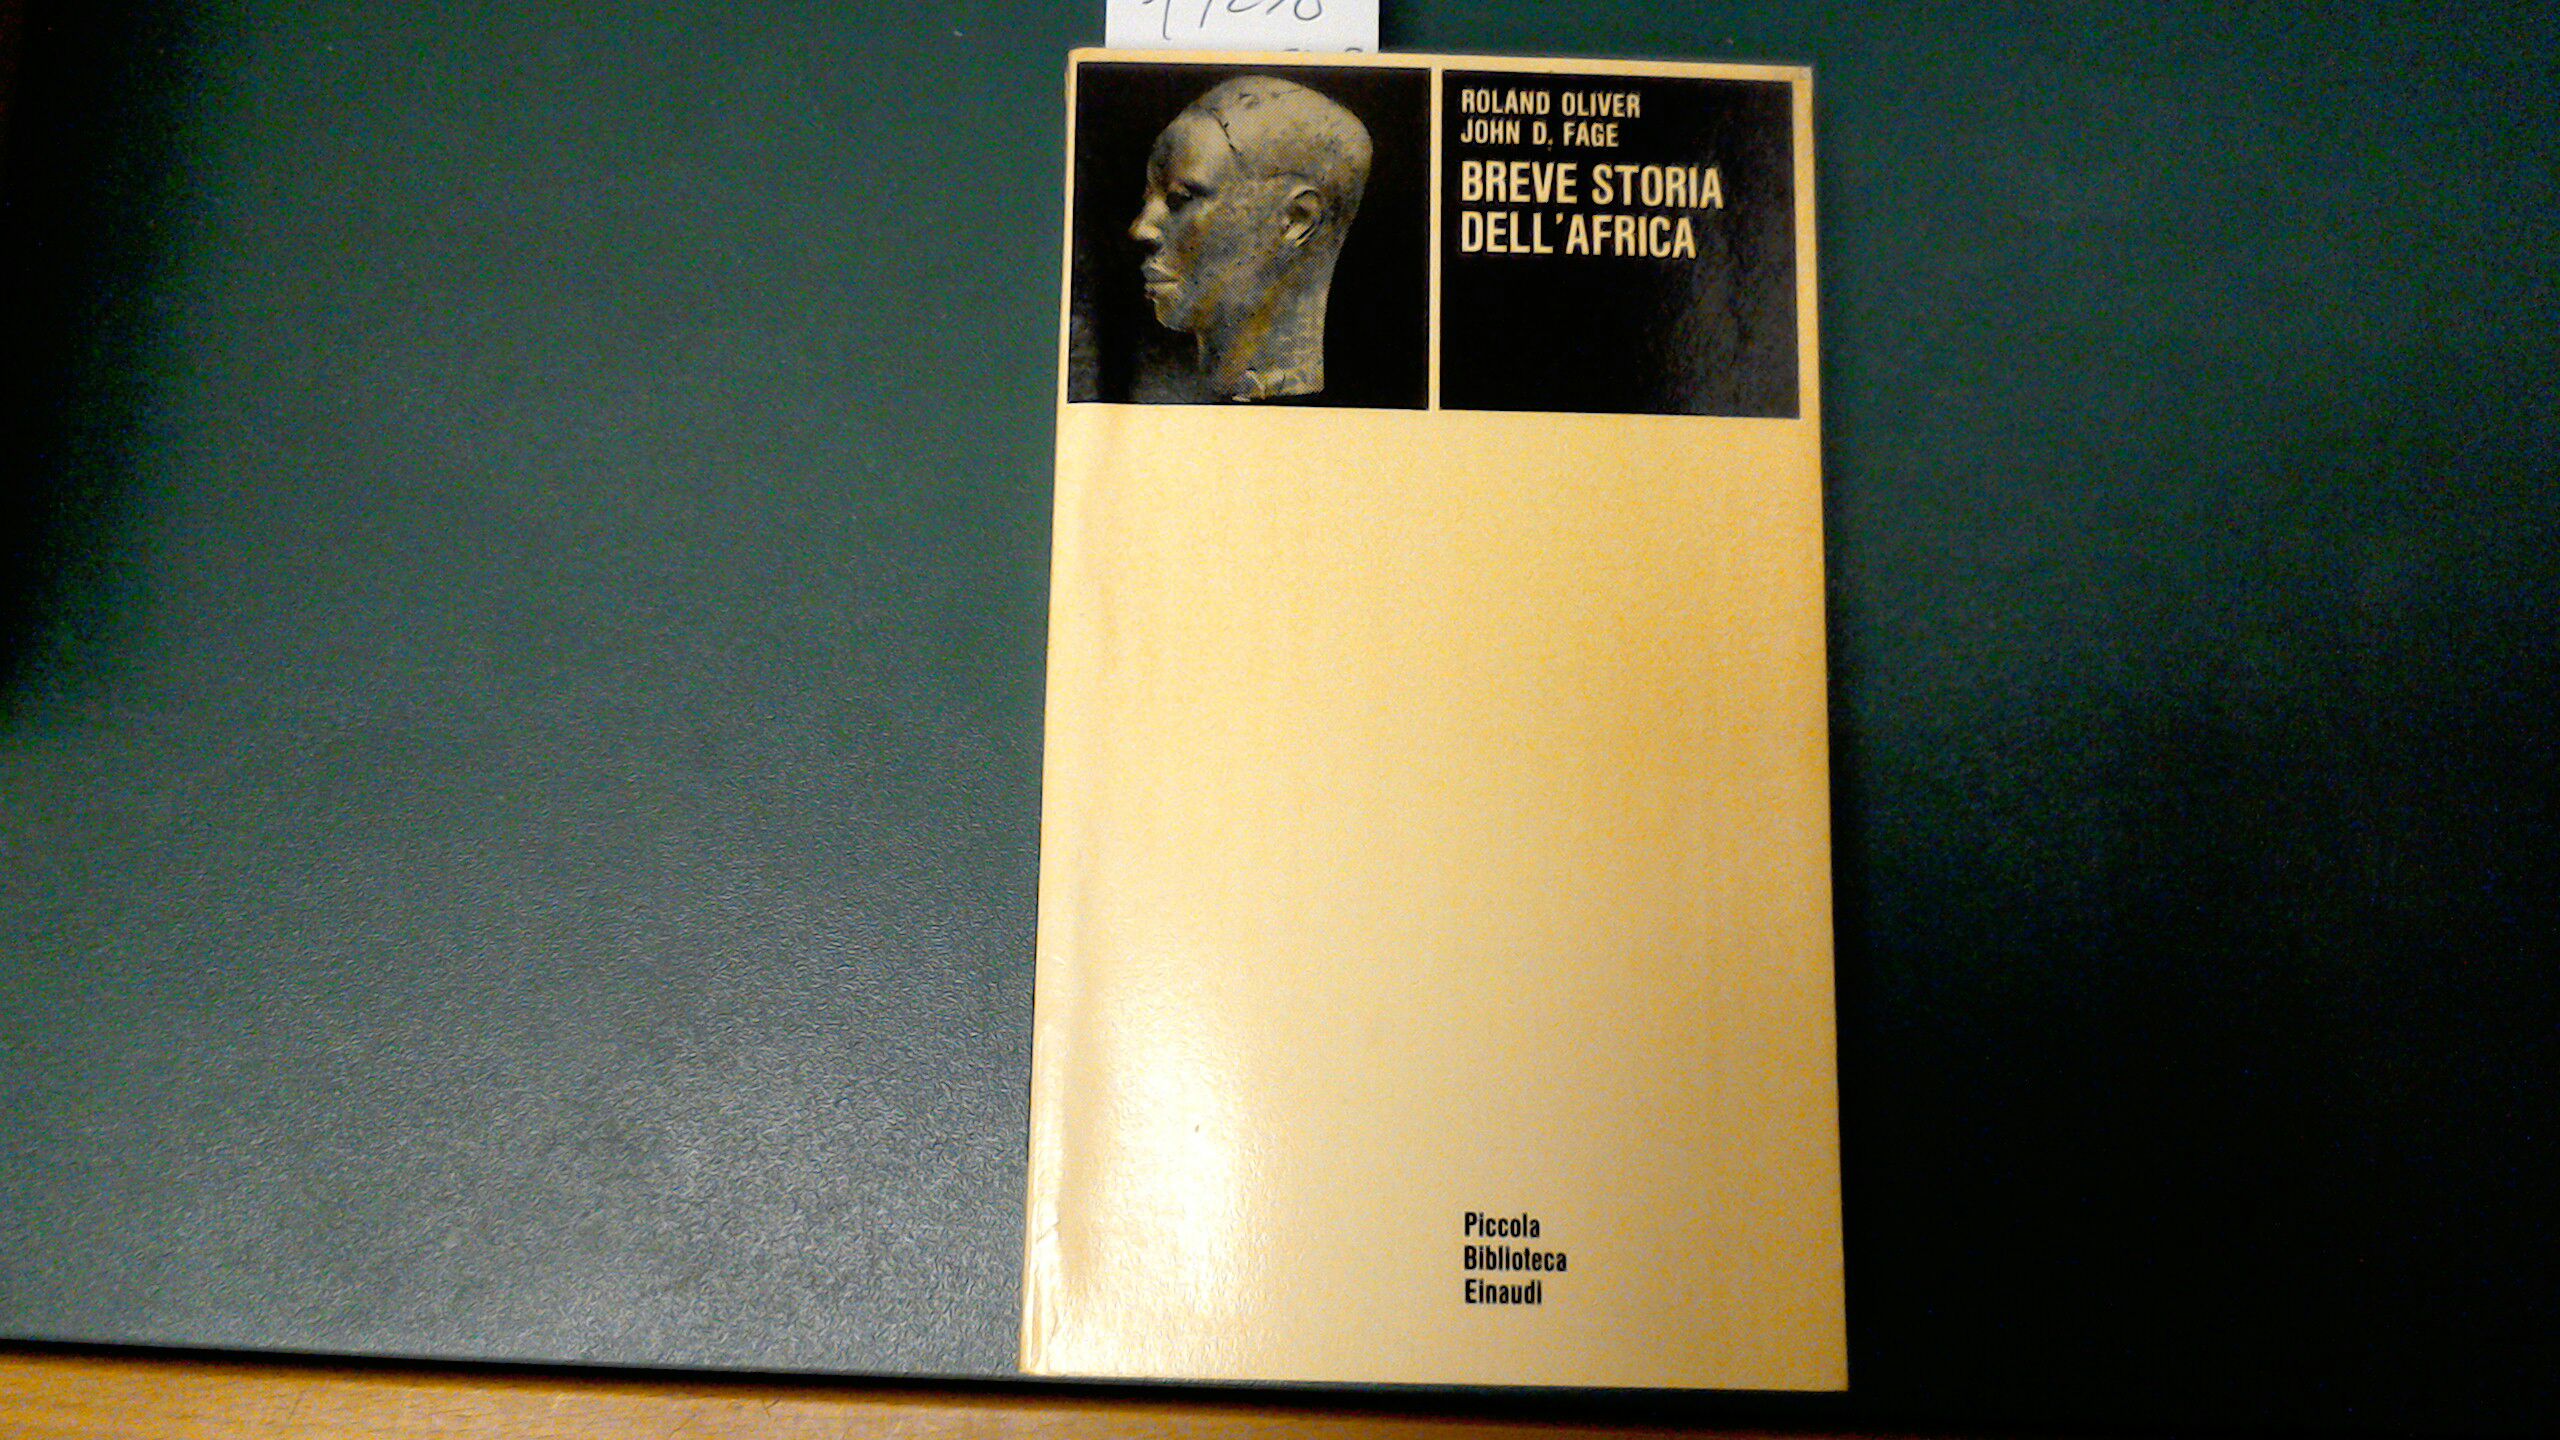 ROLAND OLIVER
JOHN D. FAGE
BREVE STORIA
DELL'AFRICA
Piccola
Biblioteca
Einaudi